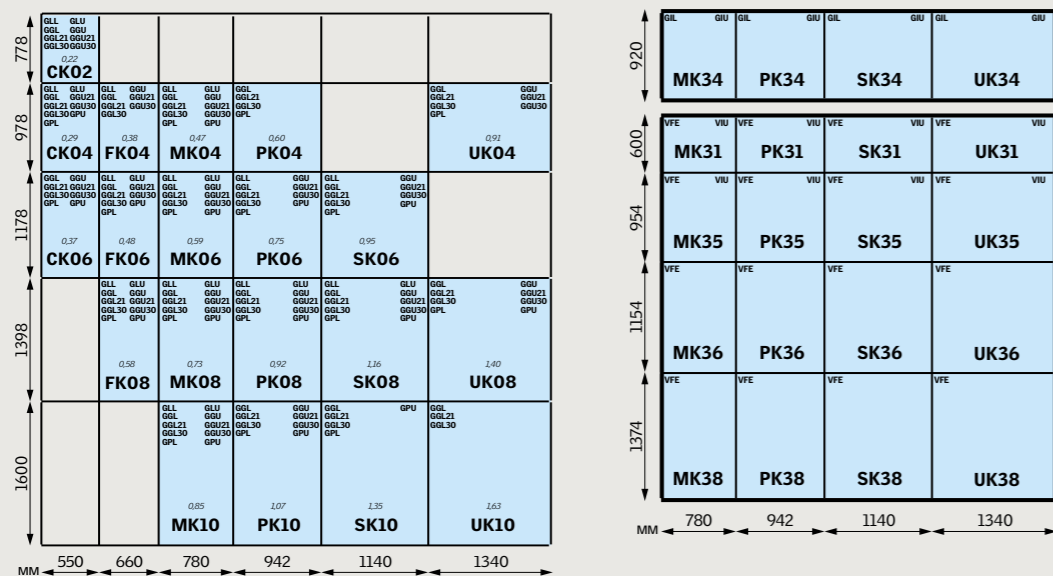 778
GLL GLU
GGL GGU
GGL21 GGU21
GGL30 GGU30
0,22
CK02
978
GLL GLU
GGL GGU
GGL21 GGU21
GGL30 GPU
GPL
0,29
CK04
GGL GGU
GGL21 GGU21
GGL30 GGU30
0,38
FK04
GLL GLU
GGL GGU
GGL21 GGU21
GGL30 GGU30
GPL GPU
0,47
MK04
GGL
GGL21
GGL30
0,60
PK04
GGL GGU
GGL21 GGU21
GGL30 GGU30
GPL
0,91
UK04
1178
GGL GGU
GGL21 GGU21
GGL30 GGU30
GPL GPU
0,37
CK06
GLL GLU
GGL GGU
GGL21 GGU21
GGL30 GGU30
GPL GPU
0,48
FK06
GLL GLU
GGL GGU
GGL21 GGU21
GGL30 GGU30
GPL GPU
0,59
MK06
GLL GGU
GGL GGU21
GGL21 GGU30
GGL30 GPU
GPL
0,75
PK06
GLL GGU
GGL GGU21
GGL21 GGU30
GGL30 GPU
GPL
0,95
SK06
1398
GLL GLU
GGL GGU
GGL21 GGU21
GGL30 GGU30
GPL GPU
0,58
FK08
GLL GLU
GGL GGU
GGL21 GGU21
GGL30 GGU30
GPL GPU
0,73
MK08
GLL GLU
GGL GGU
GGL21 GGU21
GGL30 GGU30
GPL GPU
0,92
PK08
GLL GLU
GGL GGU
GGL21 GGU21
GGL30 GGU30
GPL GPU
1,16
SK08
GGL GGU
GGL21 GGU21
GGL30 GGU30
GPL GPU
1,40
UK08
1600
GLL GLU
GGL GGU
GGL21 GGU21
GGL30 GGU30
GPL GPU
0,85
MK10
GGL GGU
GGL21 GGU21
GGL30 GGU30
GPL GPU
1,07
PK10
GGL GPU
GGL21
GGL30
GPL
1,35
SK10
GGL
GGL21
GGL30
1,63
UK10
мм 550 660 780 942 1140 1340
920
GIL GIU GIL GIL GIU GIL GIU
MK34 PK34 SK34 UK34
600
VFE VIU VFE VIU VFE VIU VFE VIU
MK31 PK31 SK31 UK31
954
VFE VIU VFE VIU VFE VIU VFE VIU
MK35 PK35 SK35 UK35
1154
VFE VFE VFE VFE
MK36 PK36 SK36 UK36
1374
VFE VFE VFE VFE
MK38 PK38 SK38 UK38
мм 780 942 1140 1340